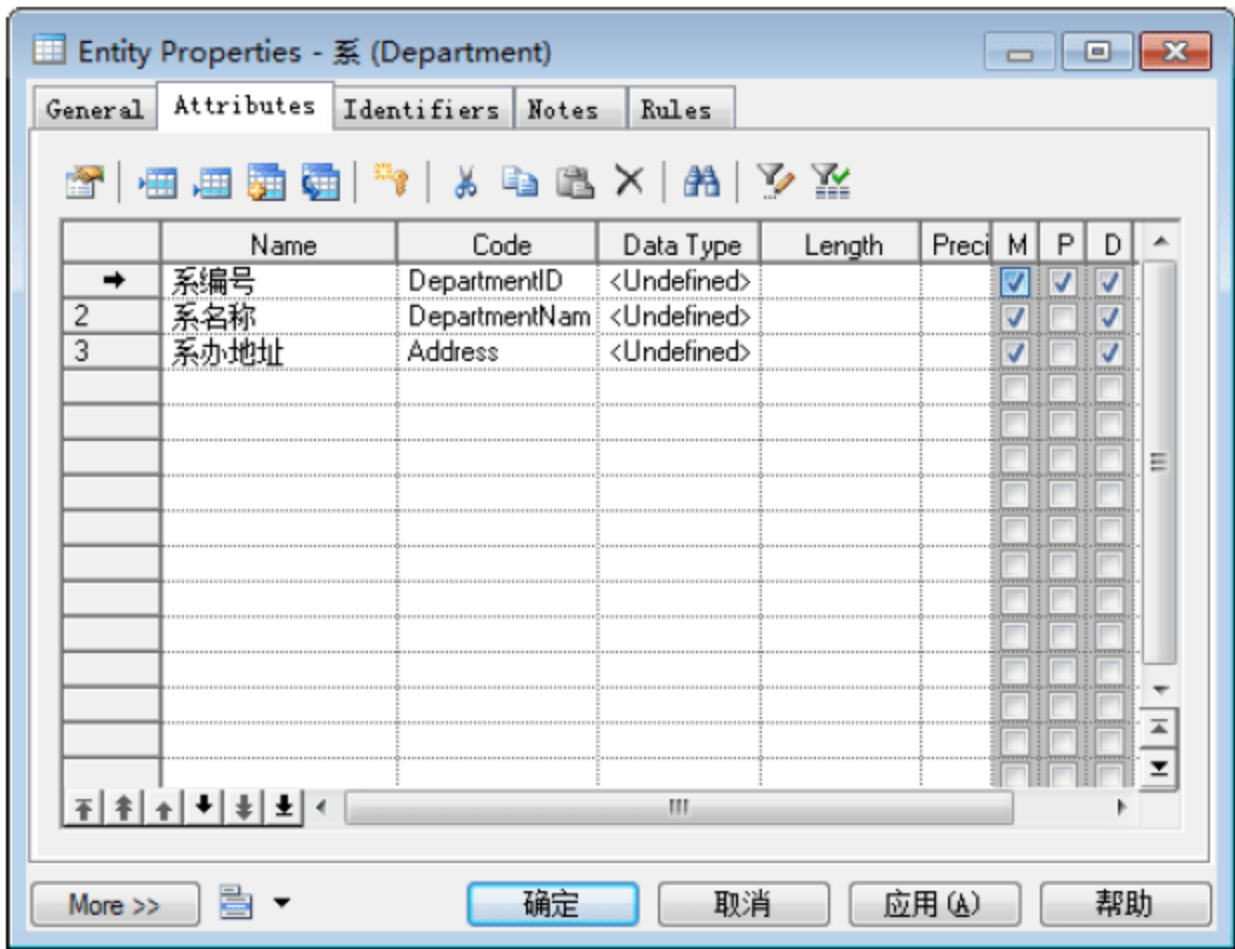 Entity Properties - 系 (Department)
General Attributes Identifiers Notes Rules
Name Code Data Type Length Preci M P D
系编号 DepartmentID <Undefined>
2 系名称 DepartmentNam <Undefined>
3 系办地址 Address <Undefined>
More >> 确定 取消 应用(A) 帮助